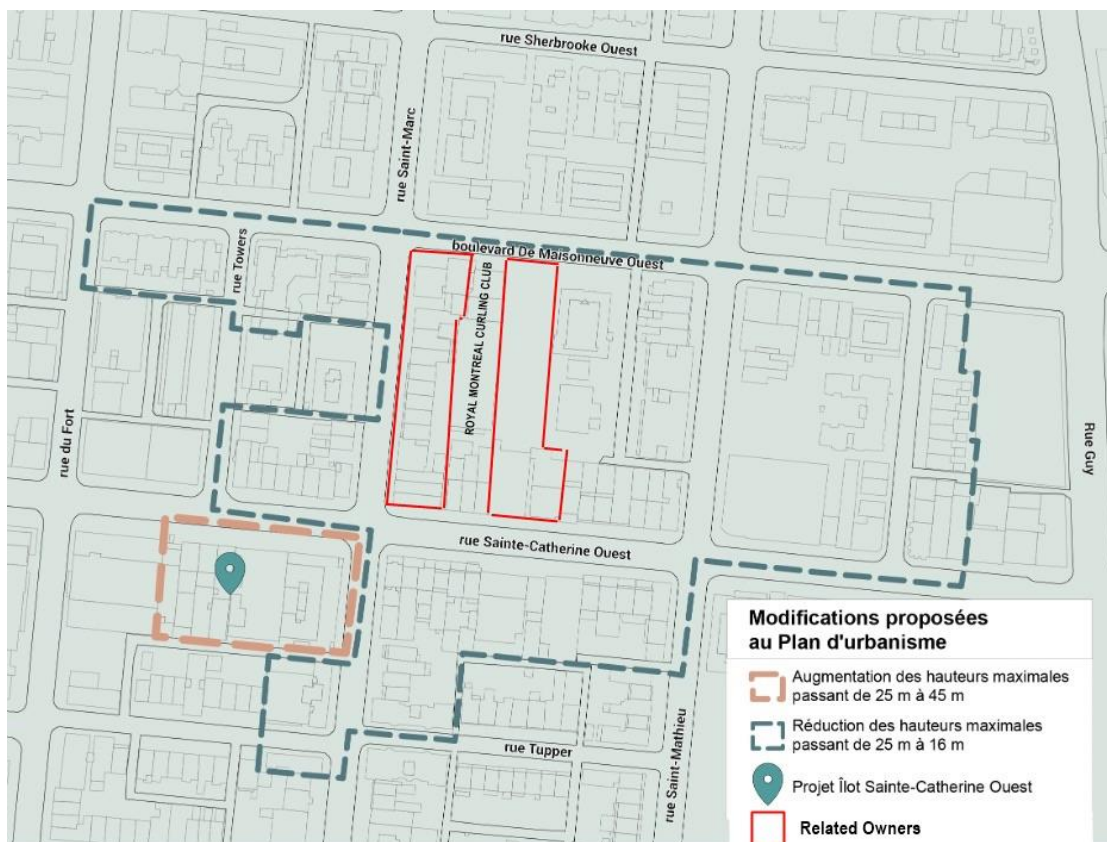 rue Sherbrooke Ouest
rue Saint-Marc
rue Towers
boulevard De Maisonneuve Ouest
ROYAL MONTREAL CURLING CLUB
rue du Fort
Rue Guy
rue Sainte-Catherine Ouest
rue Tupper
rue Saint-Mathieu
Modifications proposées
au Plan d'urbanisme
Augmentation des hauteurs maximales
passant de 25 m à 45 m
Réduction des hauteurs maximales
passant de 25 m à 16 m
Projet Îlot Sainte-Catherine Ouest
Related Owners